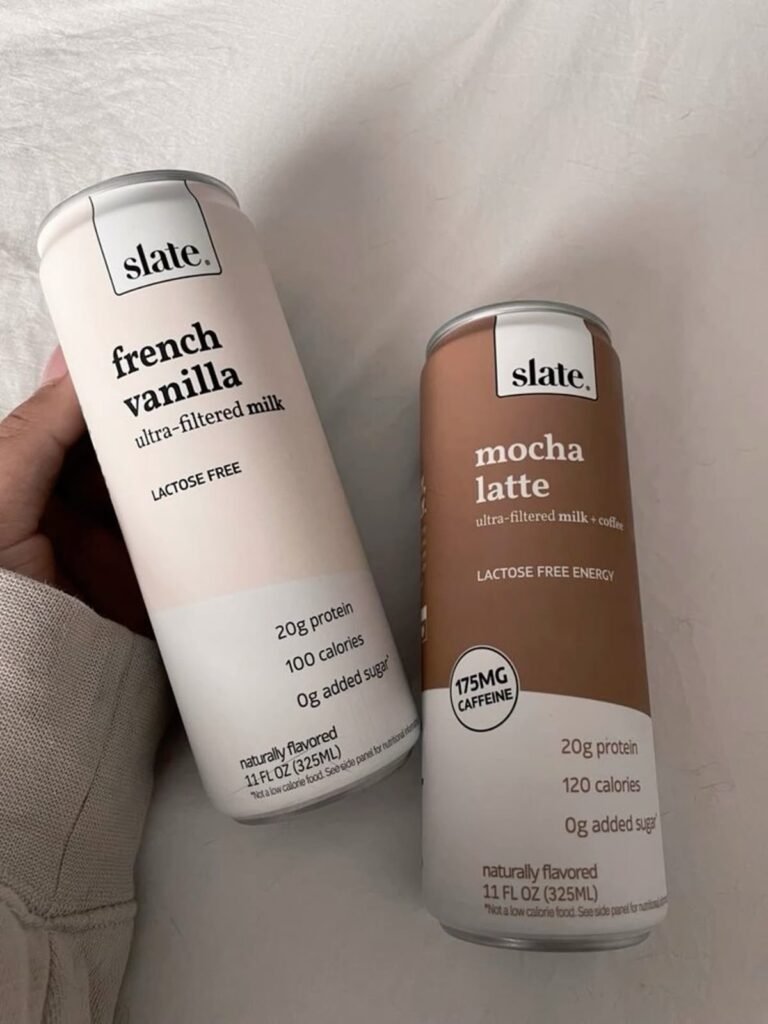 slate.
french
vanilla
ultra-filtered milk
LACTOSE FREE
20g protein
100 calories
0g added sugar*
naturally flavored
11 FL OZ (325ML)
*Not a low calorie food. See side panel for nutritional
slate.
mocha
latte
ultra-filtered milk + coffee
LACTOSE FREE ENERGY
175MG
CAFFEINE
20g protein
120 calories
0g added sugar*
naturally flavored
11 FL OZ (325ML)
*Not a low calorie food. See side panel for nutritional